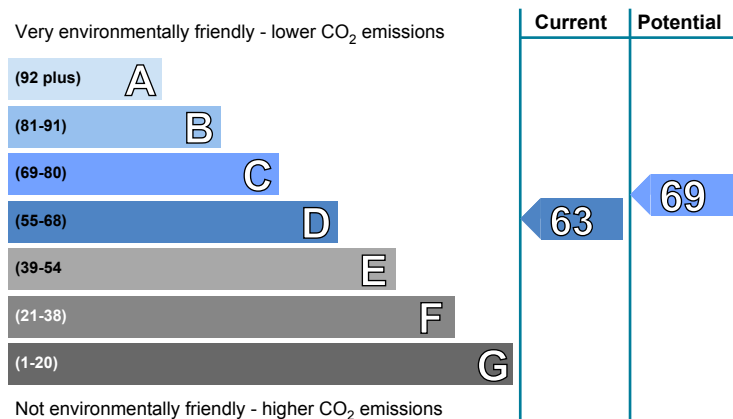 Current Potential
Very environmentally friendly - lower CO₂ emissions
(92 plus) A
(81-91) B
(69-80) C
(55-68) D
63
69
(39-54 E
(21-38) F
(1-20) G
Not environmentally friendly - higher CO₂ emissions